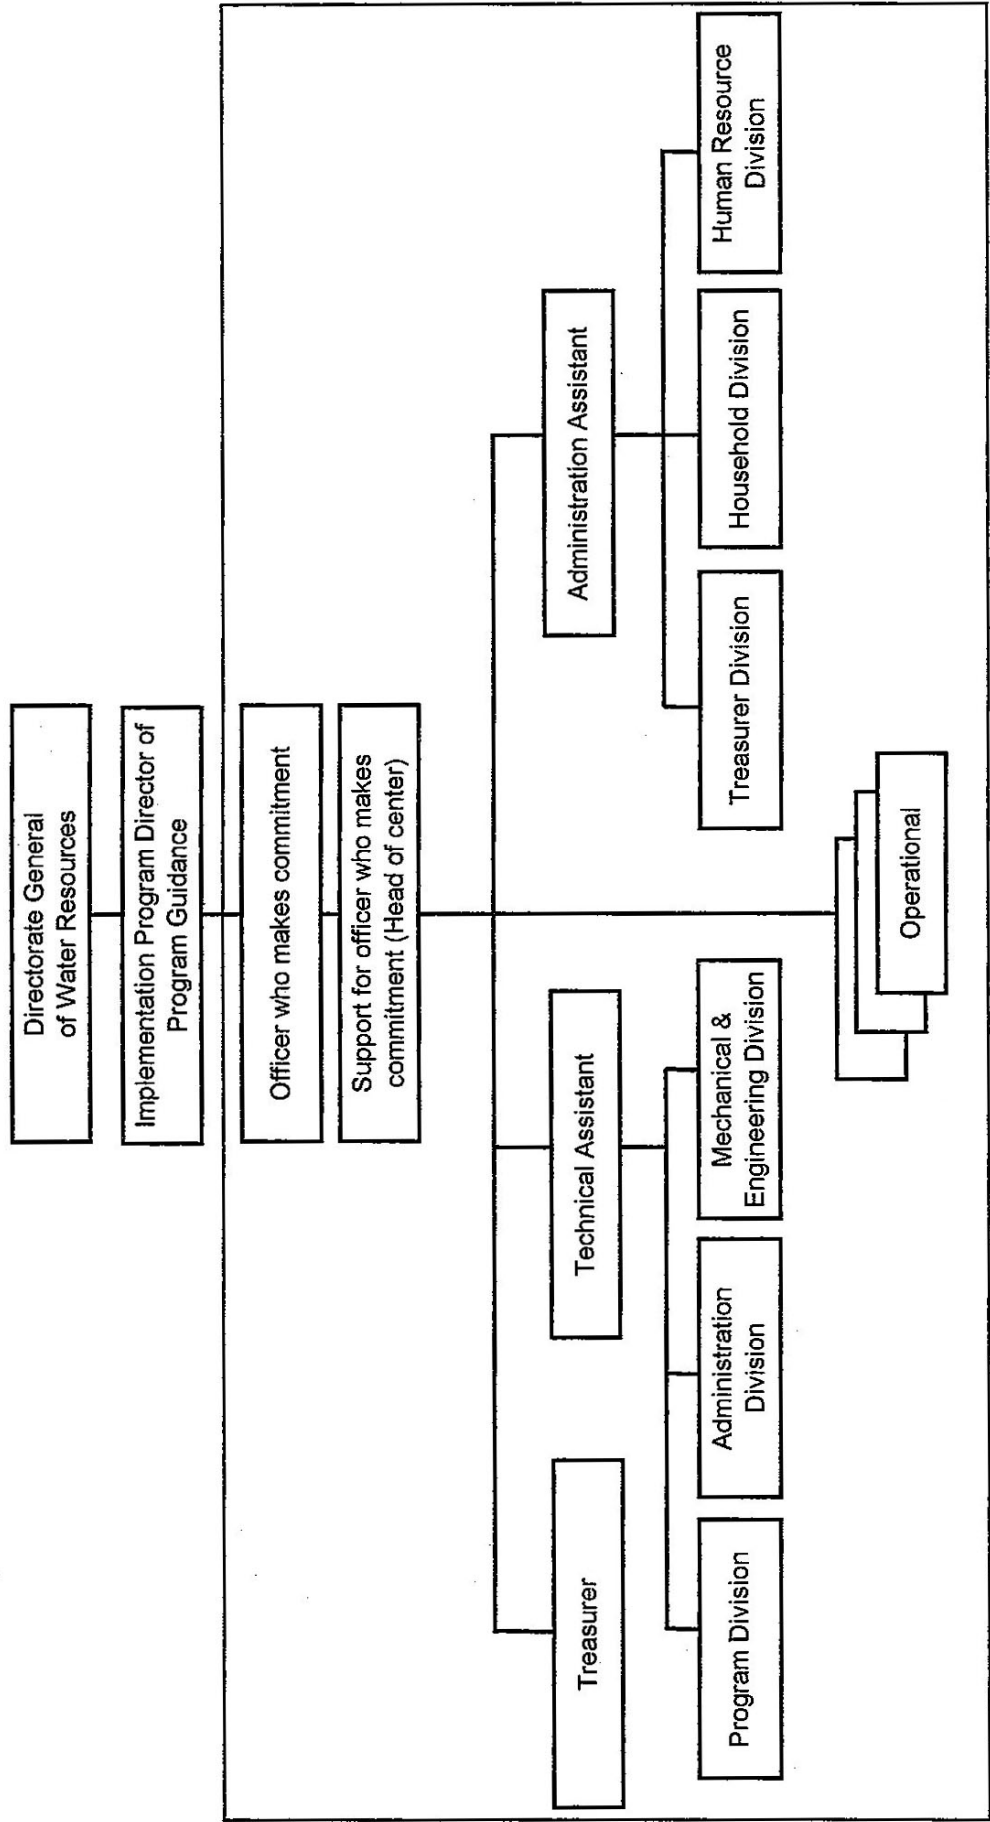 Directorate General
of Water Resources
Implementation Program Director of
Program Guidance
Officer who makes commitment
Support for officer who makes
commitment (Head of center)
Treasurer
Technical Assistant
Administration Assistant
Program Division
Administration
Division
Mechanical &
Engineering Division
Treasurer Division
Household Division
Human Resource
Division
Operational